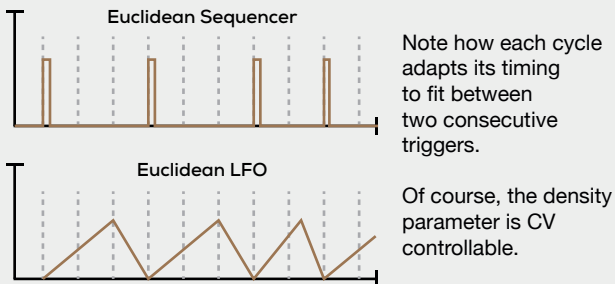 Euclidean Sequencer
Note how each cycle
adapts its timing
to fit between
two consecutive
triggers.
Euclidean LFO
Of course, the density
parameter is CV
controllable.